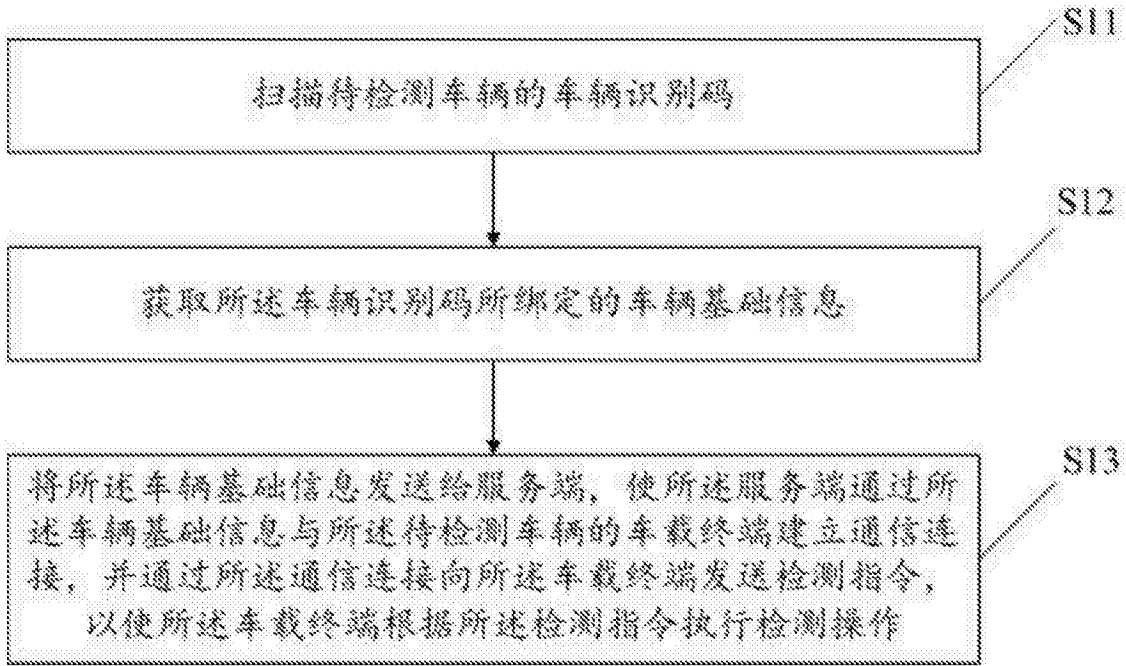 S11
扫描待检测车辆的车辆识别码
S12
获取所述车辆识别码所绑定的车辆基础信息
S13
将所述车辆基础信息发送给服务端，使所述服务端通过所
述车辆基础信息与所述待检测车辆的车载终端建立通信连
接，并通过所述通信连接向所述车载终端发送检测指令，
以使所述车载终端根据所述检测指令执行检测操作